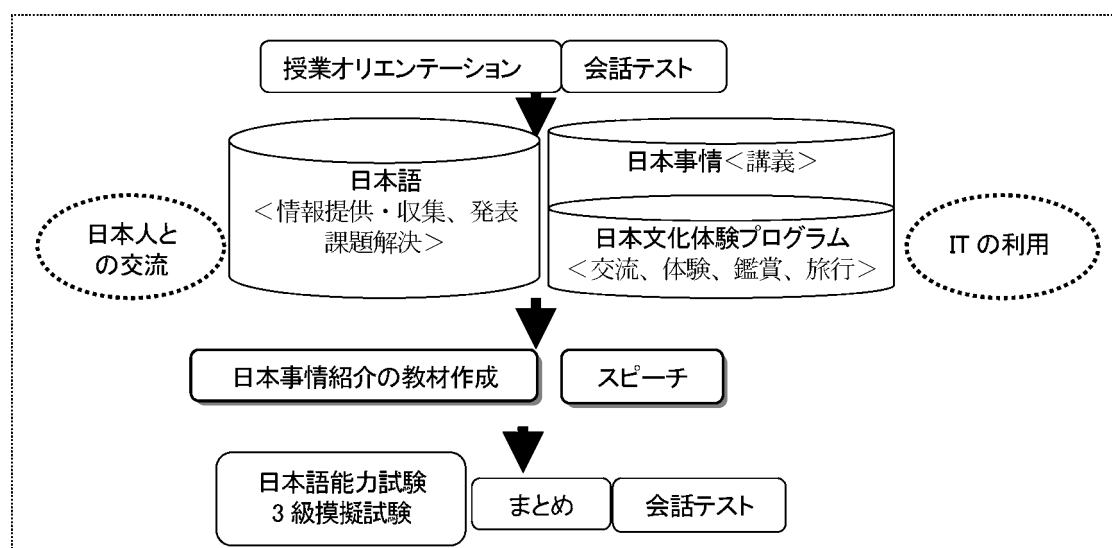 授業オリエンテーション
会話テスト
日本語
＜情報提供・収集、発表
課題解決＞
日本事情＜講義＞
日本文化体験プログラム
＜交流、体験、鑑賞、旅行＞
日本人と
の交流
IT の利用
日本事情紹介の教材作成
スピーチ
日本語能力試験
3 級模擬試験
まとめ
会話テスト